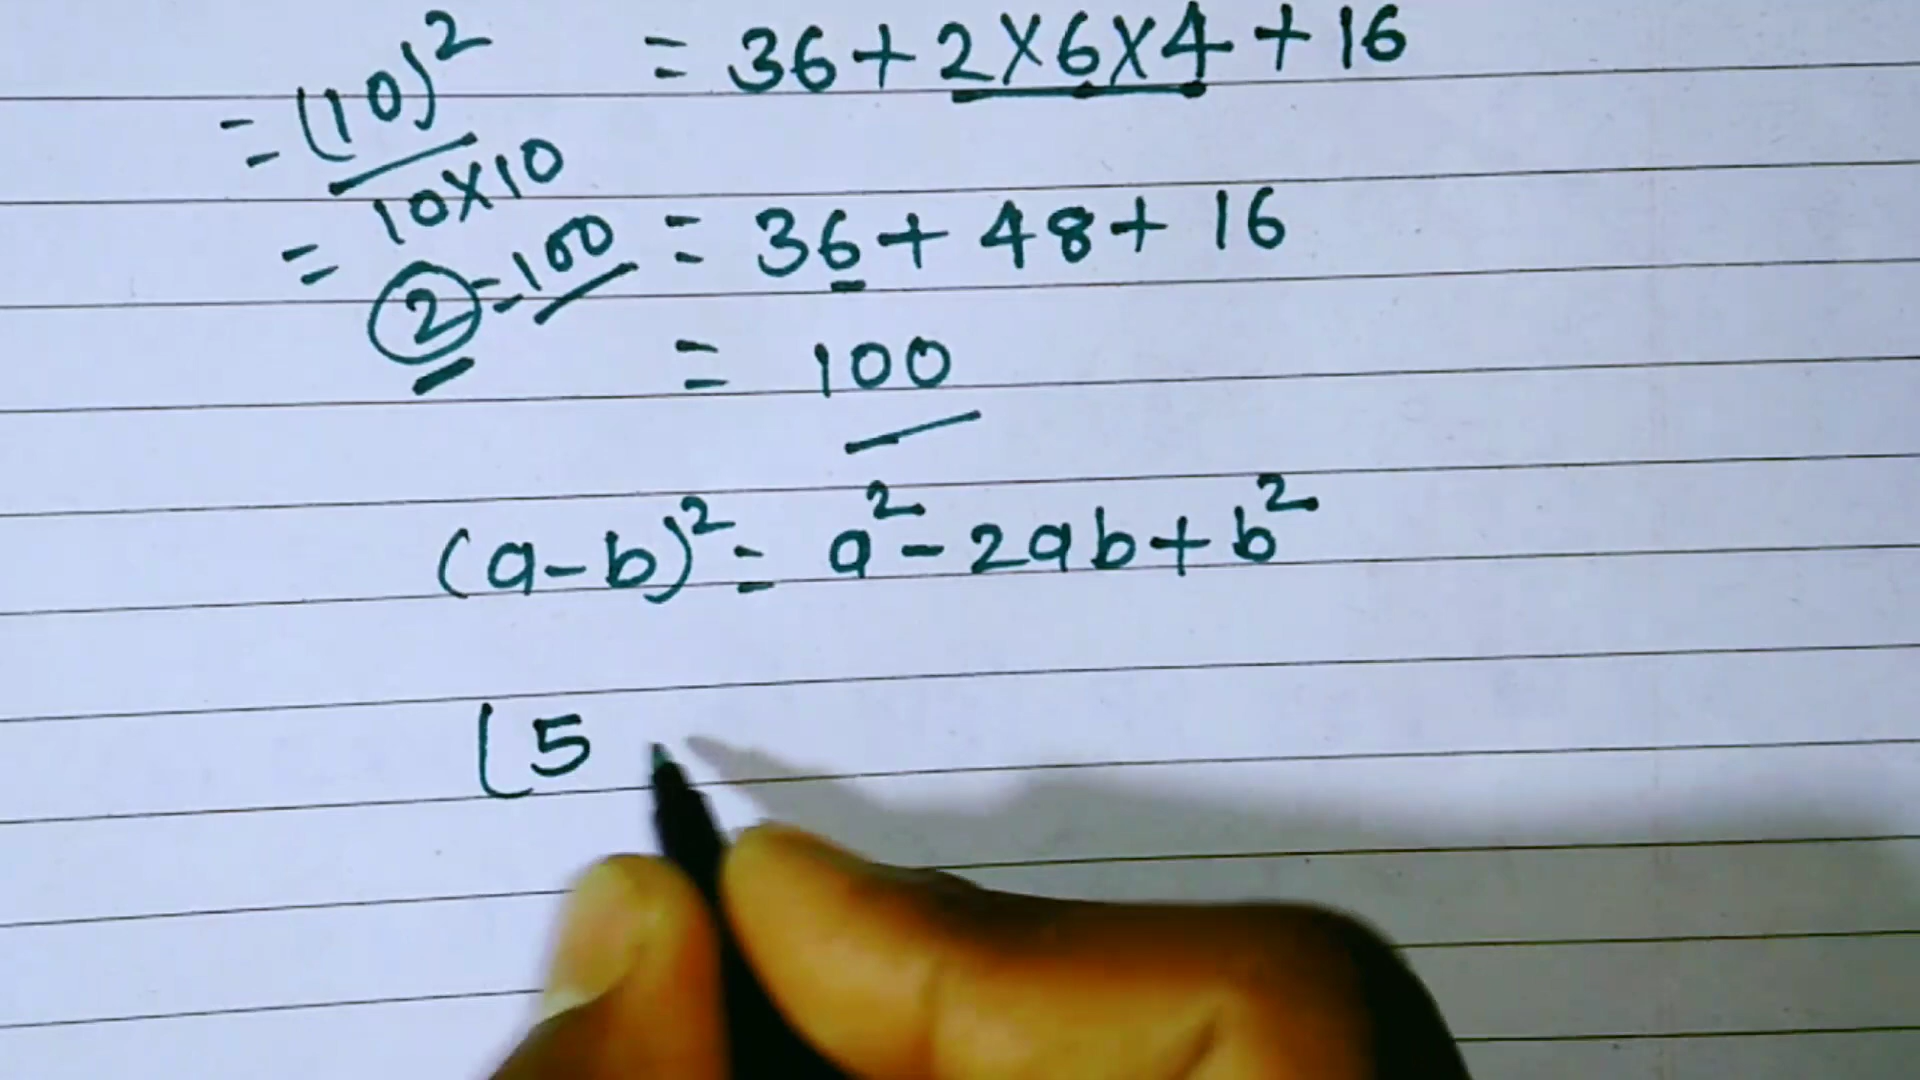 = (10)² = 36 + 2×6×4 + 16
= 10×10
2 = 100 = 36 + 48 + 16
= 100
(a-b)² = a² - 2ab + b²
(5